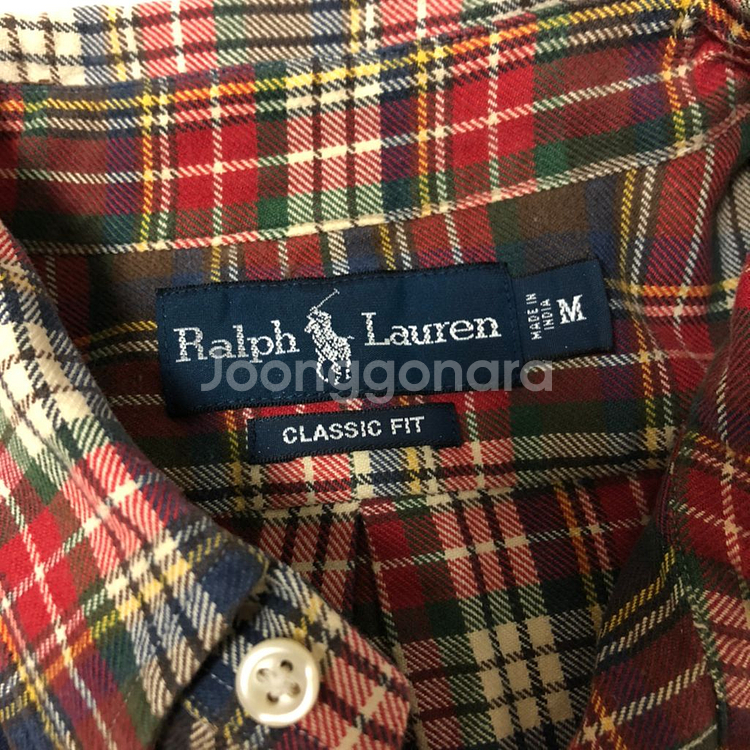 Ralph Lauren
MADE IN
INDIA
M
Joonggonara
CLASSIC FIT